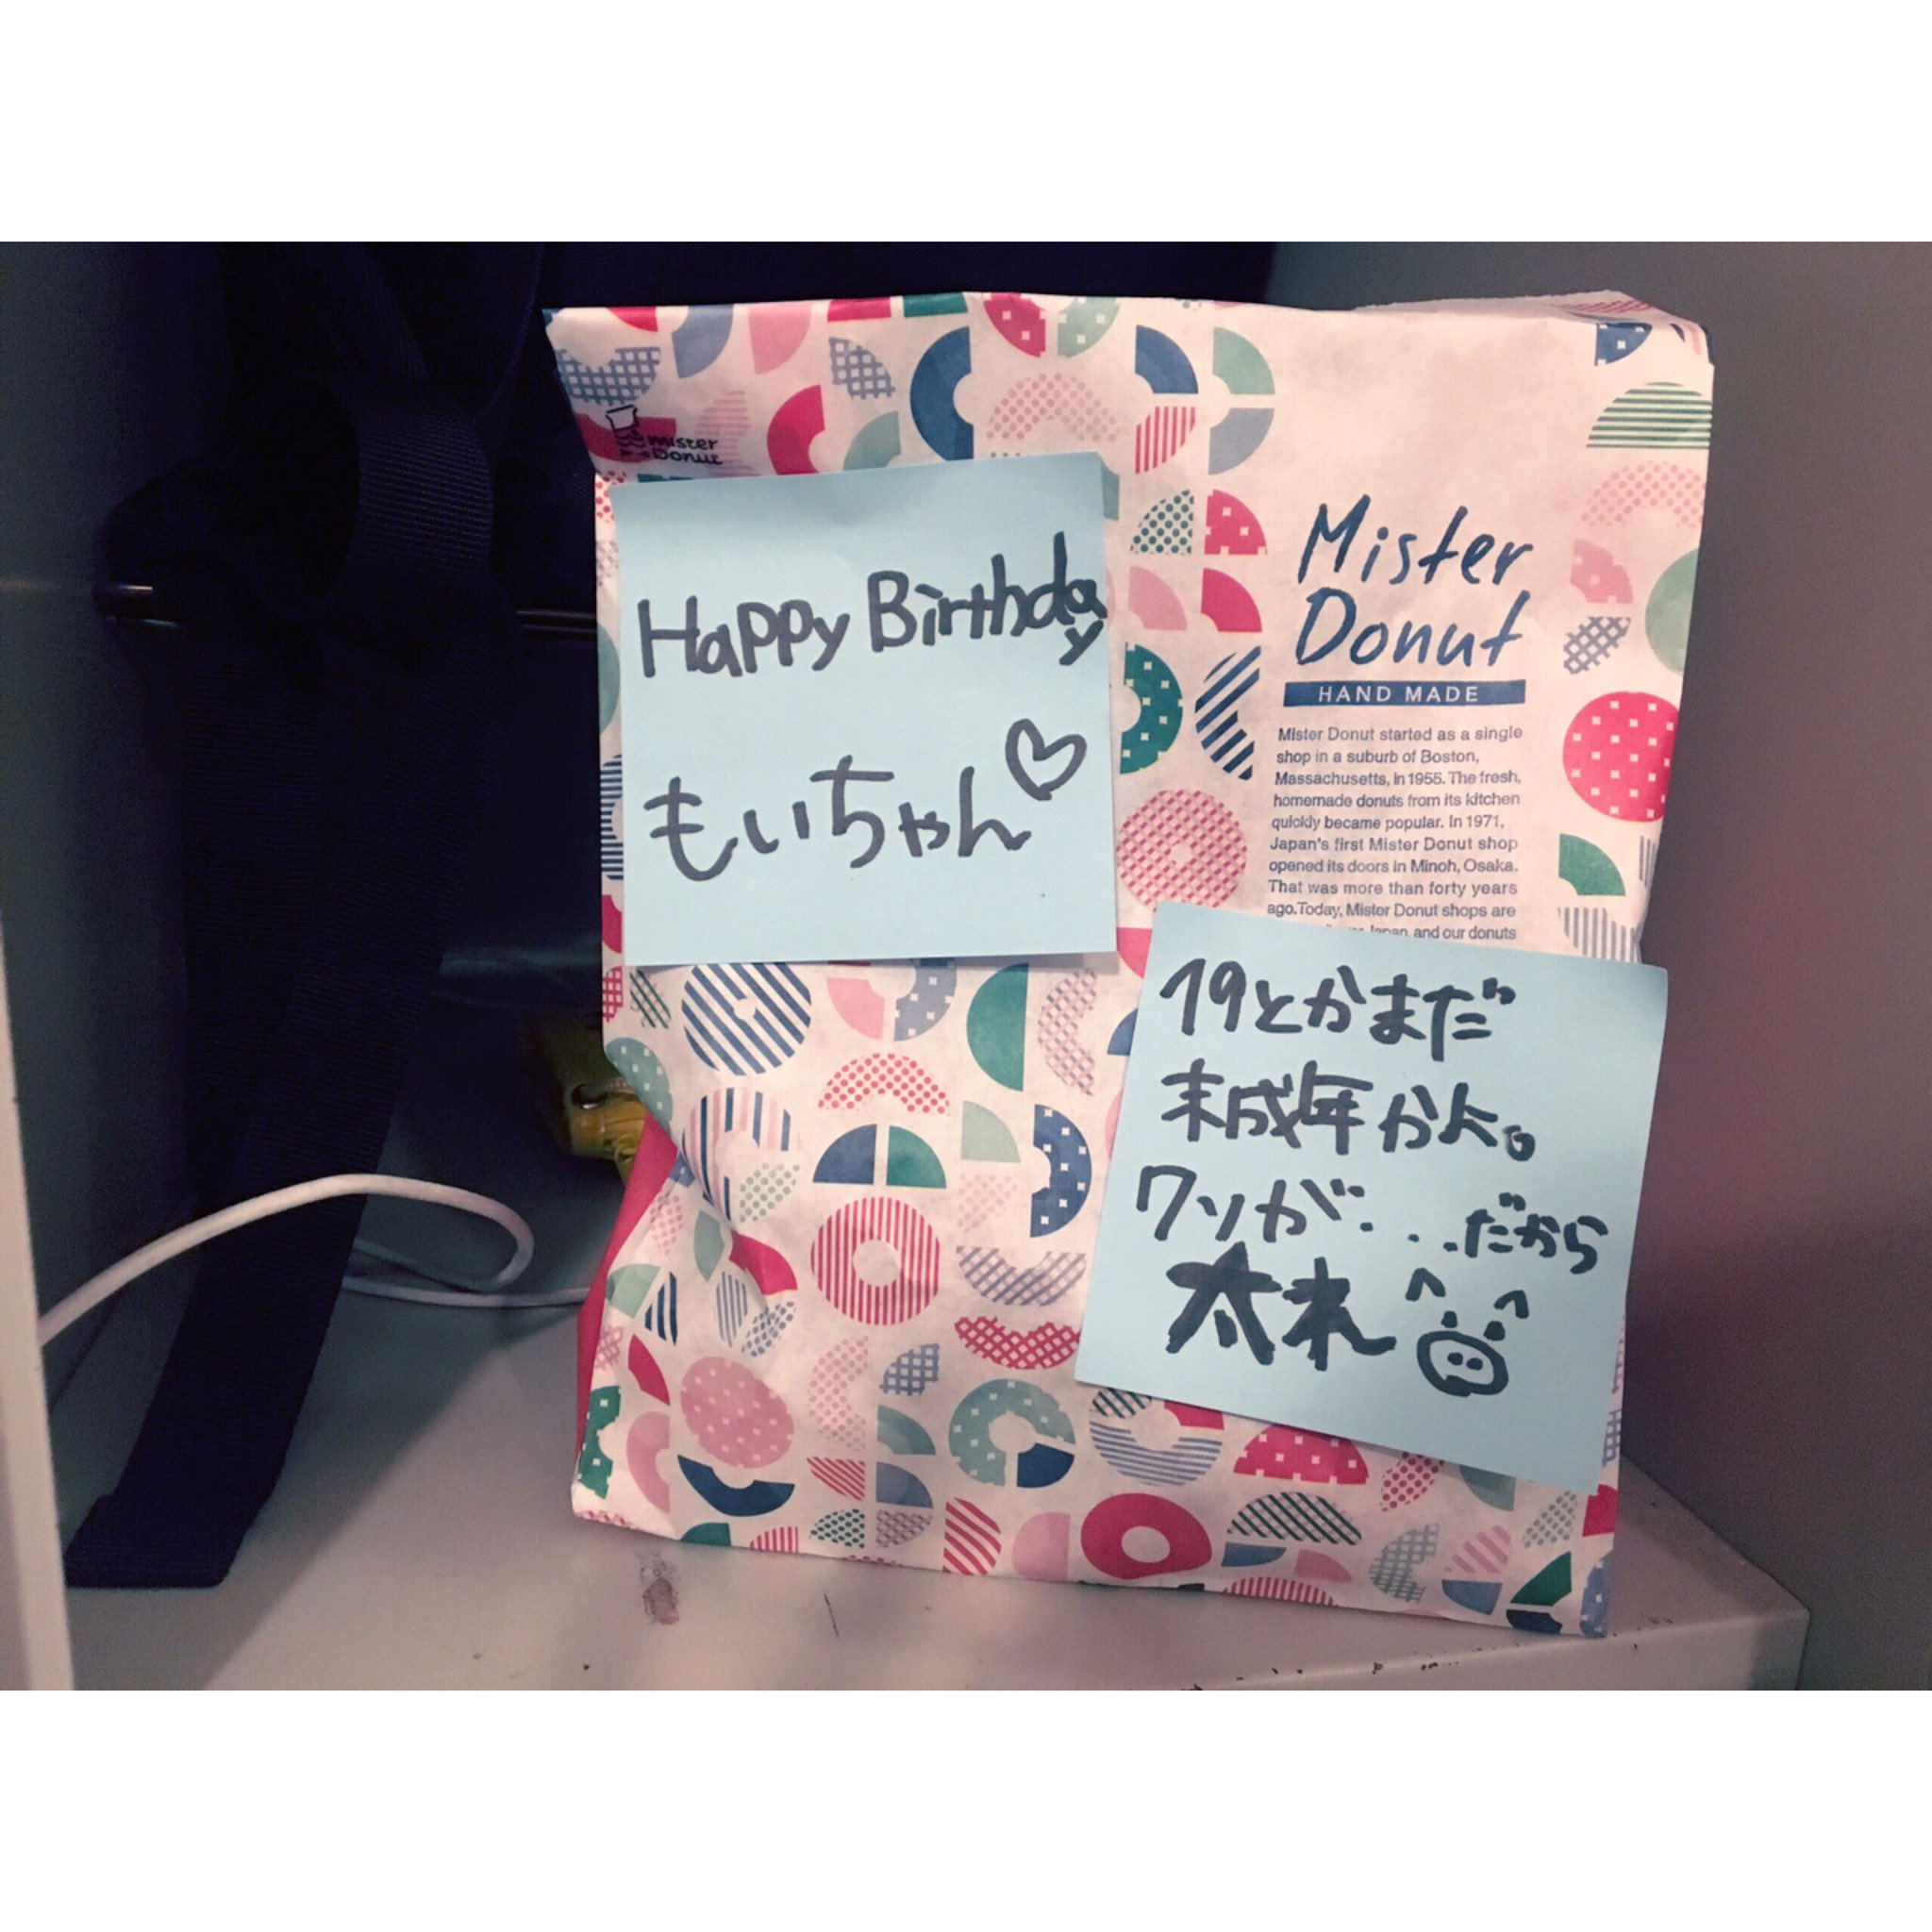 mister
Donut
Happy Birthday
もいちゃん♡
Mister
Donut
HAND MADE
Mister Donut started as a single
shop in a suburb of Boston,
Massachusetts, in 1955. The fresh,
homemade donuts from its kitchen
quickly became popular. In 1971,
Japan's first Mister Donut shop
opened its doors in Minoh, Osaka.
That was more than forty years
ago.Today, Mister Donut shops are
Japan, and our donuts
19とかまだ
未成年かよ。
ワソが:...だから
太れ